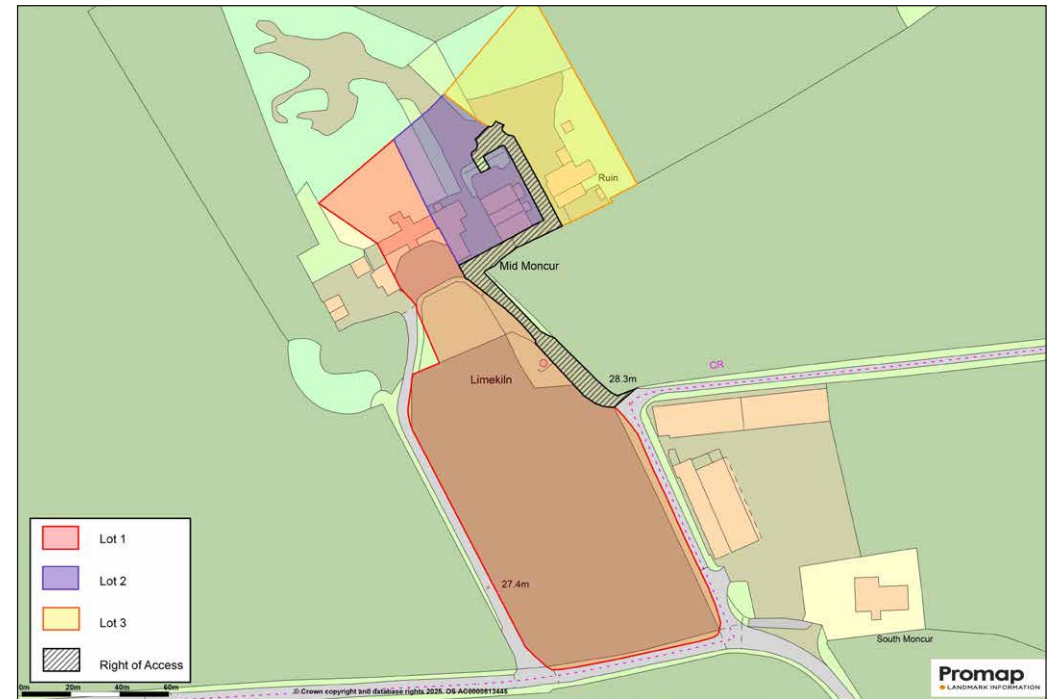 Ruin
Mid Moncur
Limekiln
28.3m
CR
27.4m
South Moncur
Lot 1
Lot 2
Lot 3
Right of Access
0m 20m 40m 60m
© Crown copyright and database rights 2025. OS AC0000813445
Promap
LANDMARK INFORMATION